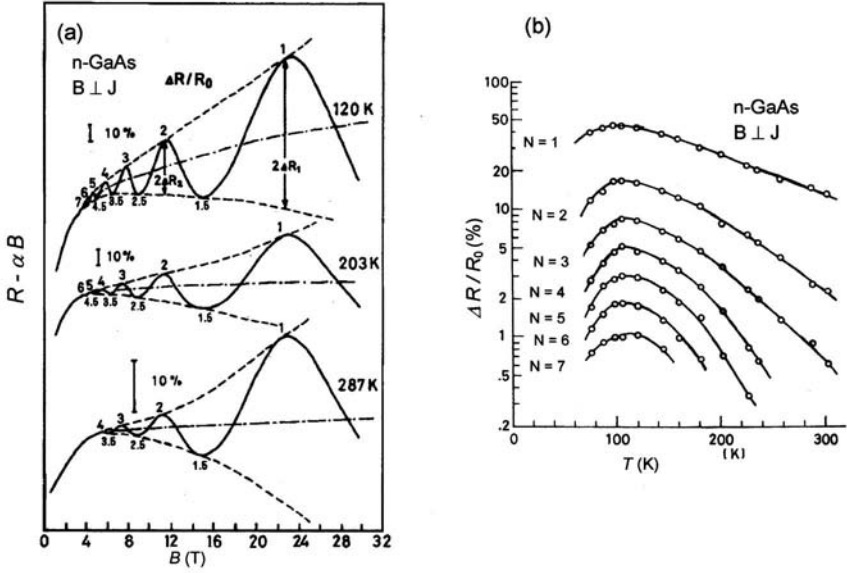 (a)
n-GaAs
B ⊥ J
ΔR/R0
10 %
1
2
3
4
5
6
7
4.5
3.5
2.5
1.5
2ΔR2
2ΔR1
120 K
10 %
6 5 4 3 2 1
4.5 3.5 2.5 1.5
203K
10 %
4 3 2 1
3.5 2.5 1.5
287K
R - αB
0 4 8 12 16 20 24 28 32
B (T)
(b)
n-GaAs
B ⊥ J
100
50
20
10
5
2
1
.5
.2
N = 1
N = 2
N = 3
N = 4
N = 5
N = 6
N = 7
ΔR/R0 (%)
0 100 200 300
T (K)
(K)